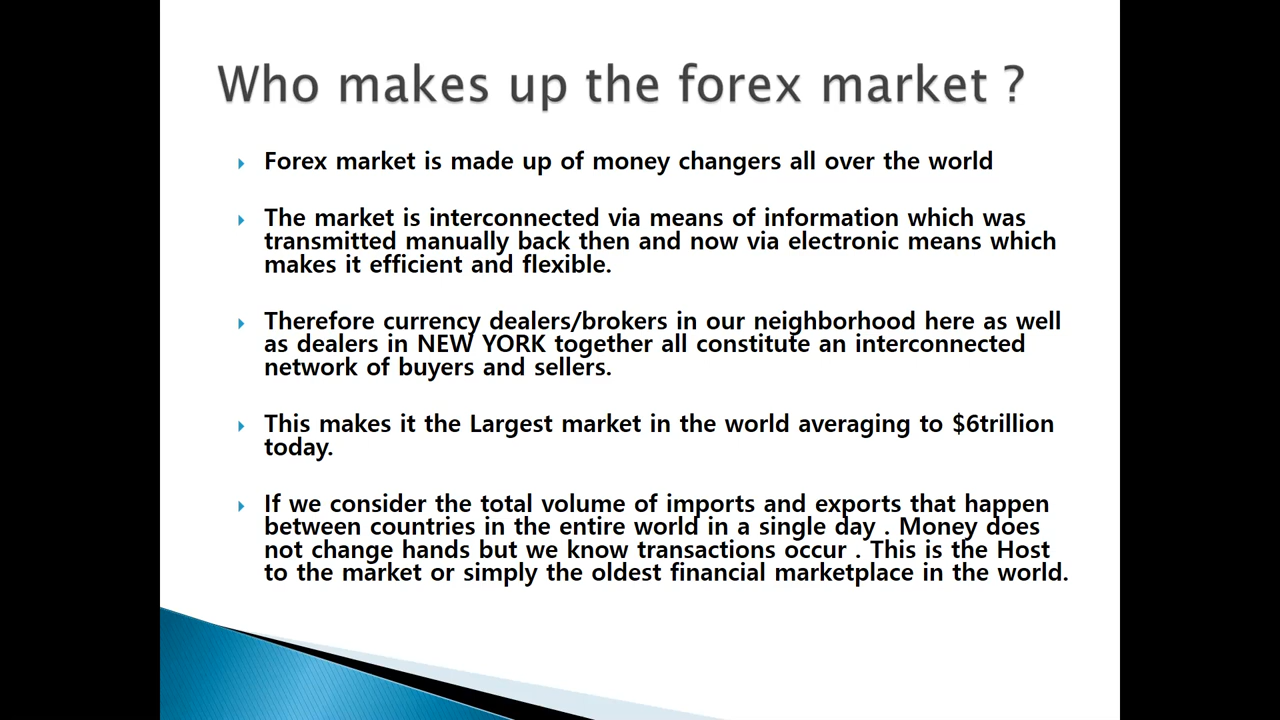 Who makes up the forex market ?
Forex market is made up of money changers all over the world
The market is interconnected via means of information which was
transmitted manually back then and now via electronic means which
makes it efficient and flexible.
Therefore currency dealers/brokers in our neighborhood here as well
as dealers in NEW YORK together all constitute an interconnected
network of buyers and sellers.
This makes it the Largest market in the world averaging to $6trillion
today.
If we consider the total volume of imports and exports that happen
between countries in the entire world in a single day . Money does
not change hands but we know transactions occur . This is the Host
to the market or simply the oldest financial marketplace in the world.